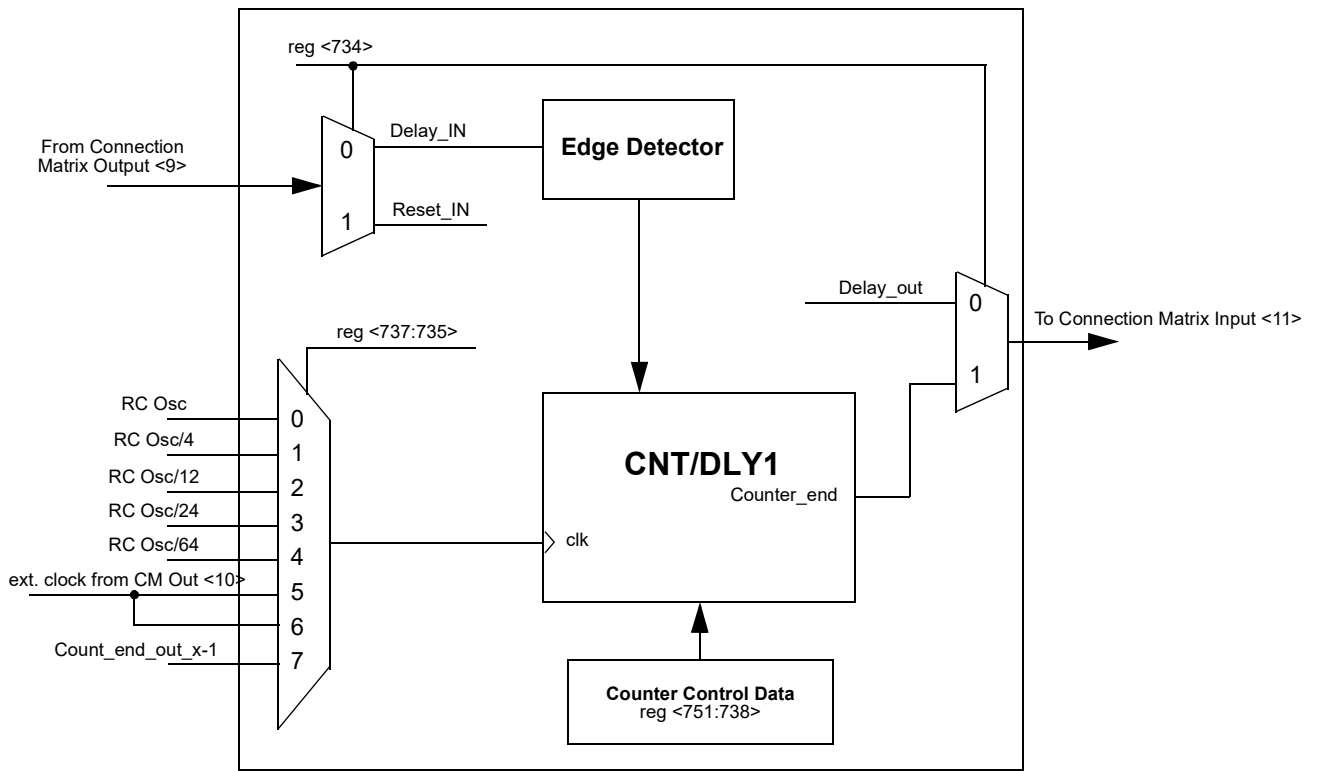 reg <734>
From Connection
Matrix Output <9>
0
1
Delay_IN
Reset_IN
Edge Detector
Delay_out
0
1
To Connection Matrix Input <11>
reg <737:735>
RC Osc
RC Osc/4
RC Osc/12
RC Osc/24
RC Osc/64
ext. clock from CM Out <10>
Count_end_out_x-1
0
1
2
3
4
5
6
7
CNT/DLY1
Counter_end
clk
Counter Control Data
reg <751:738>